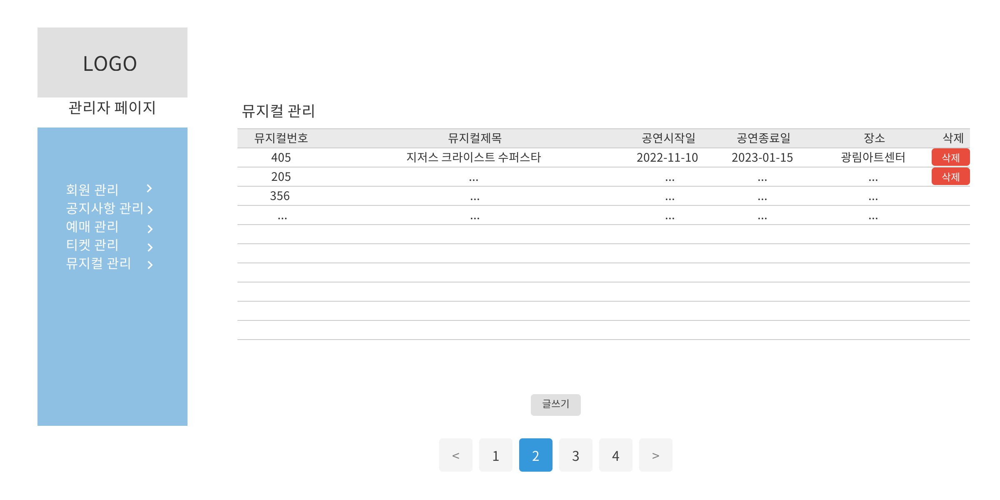 LOGO
관리자 페이지
회원 관리 >
공지사항 관리 >
예매 관리 >
티켓 관리 >
뮤지컬 관리 >
뮤지컬 관리
뮤지컬번호 뮤지컬제목 공연시작일 공연종료일 장소 삭제
405 지저스 크라이스트 수퍼스타 2022-11-10 2023-01-15 광림아트센터 삭제
205 ... ... ... ... 삭제
356 ... ... ... ...
... ... ... ... ...
글쓰기
< 1 2 3 4 >